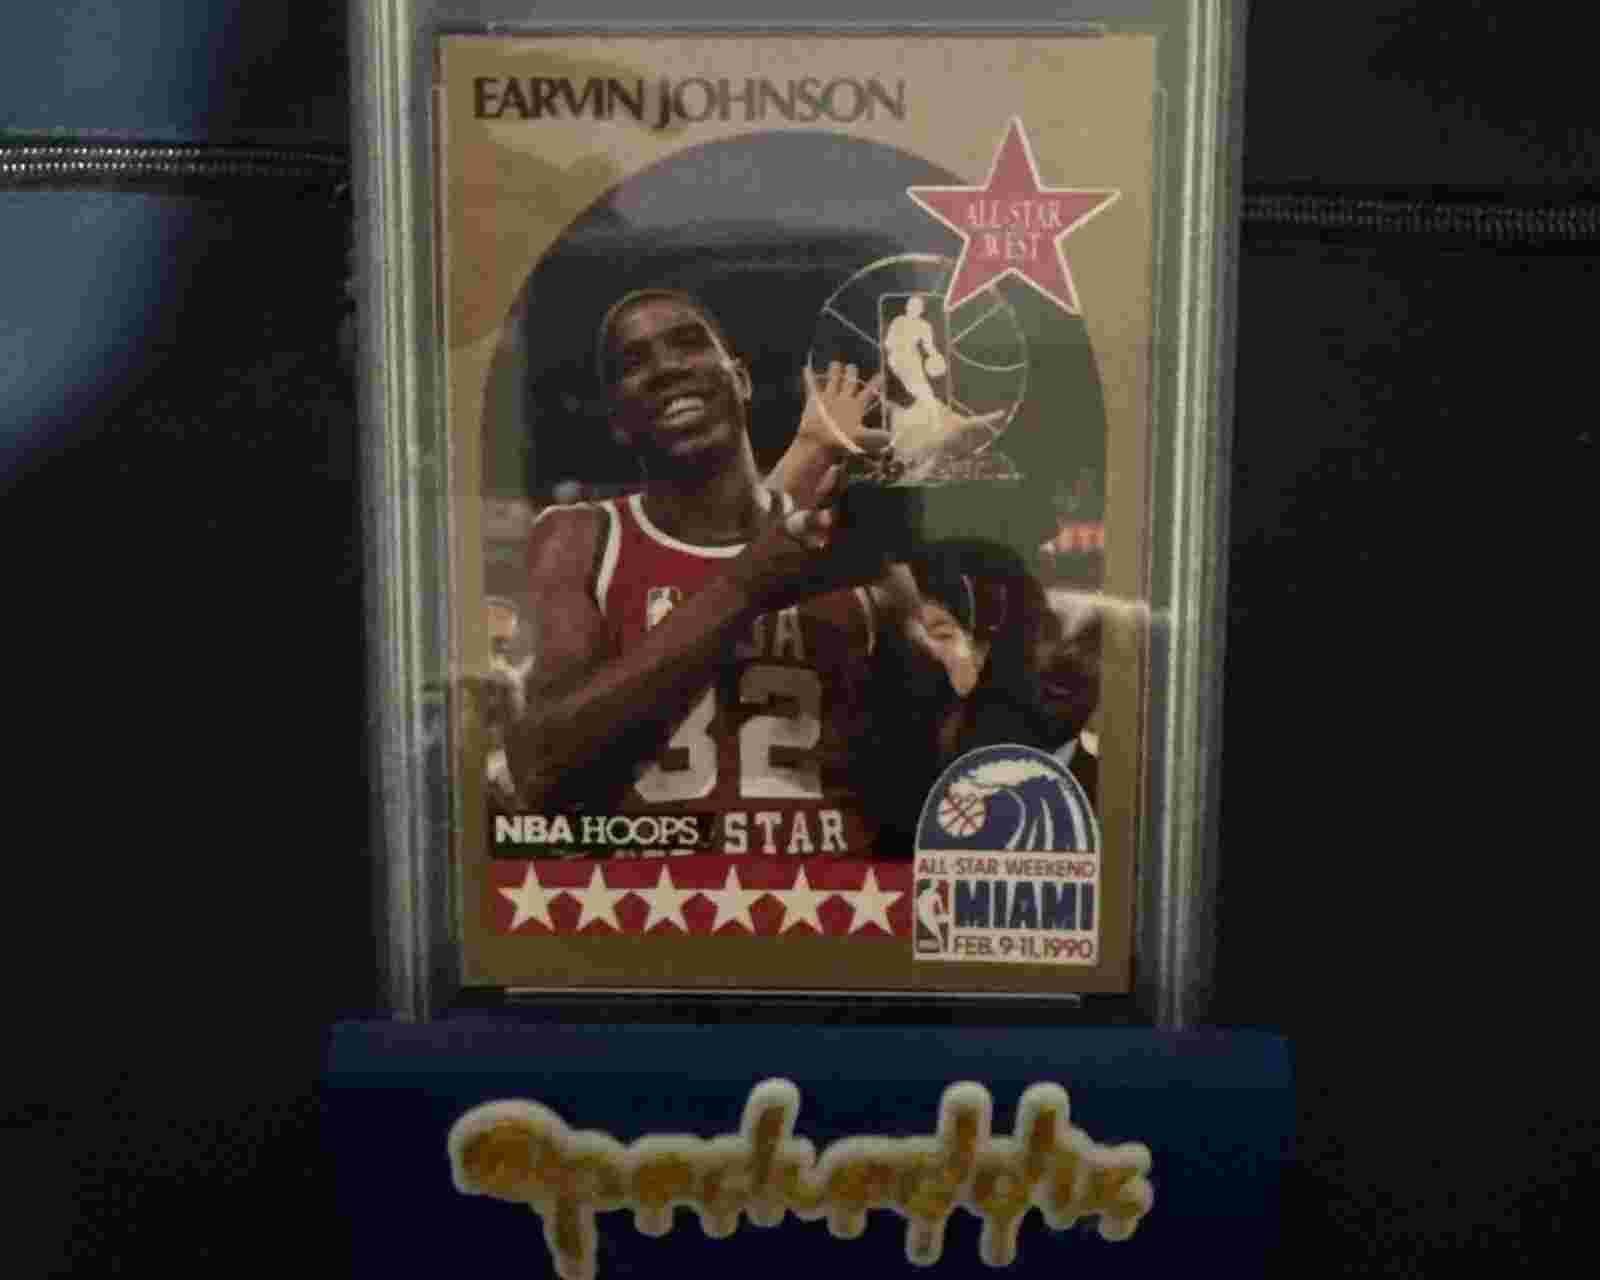 EARVIN JOHNSON
ALL-STAR
WEST
32
NBA HOOPS
STAR
ALL-STAR WEEKEND
MIAMI
FEB. 9-11, 1990